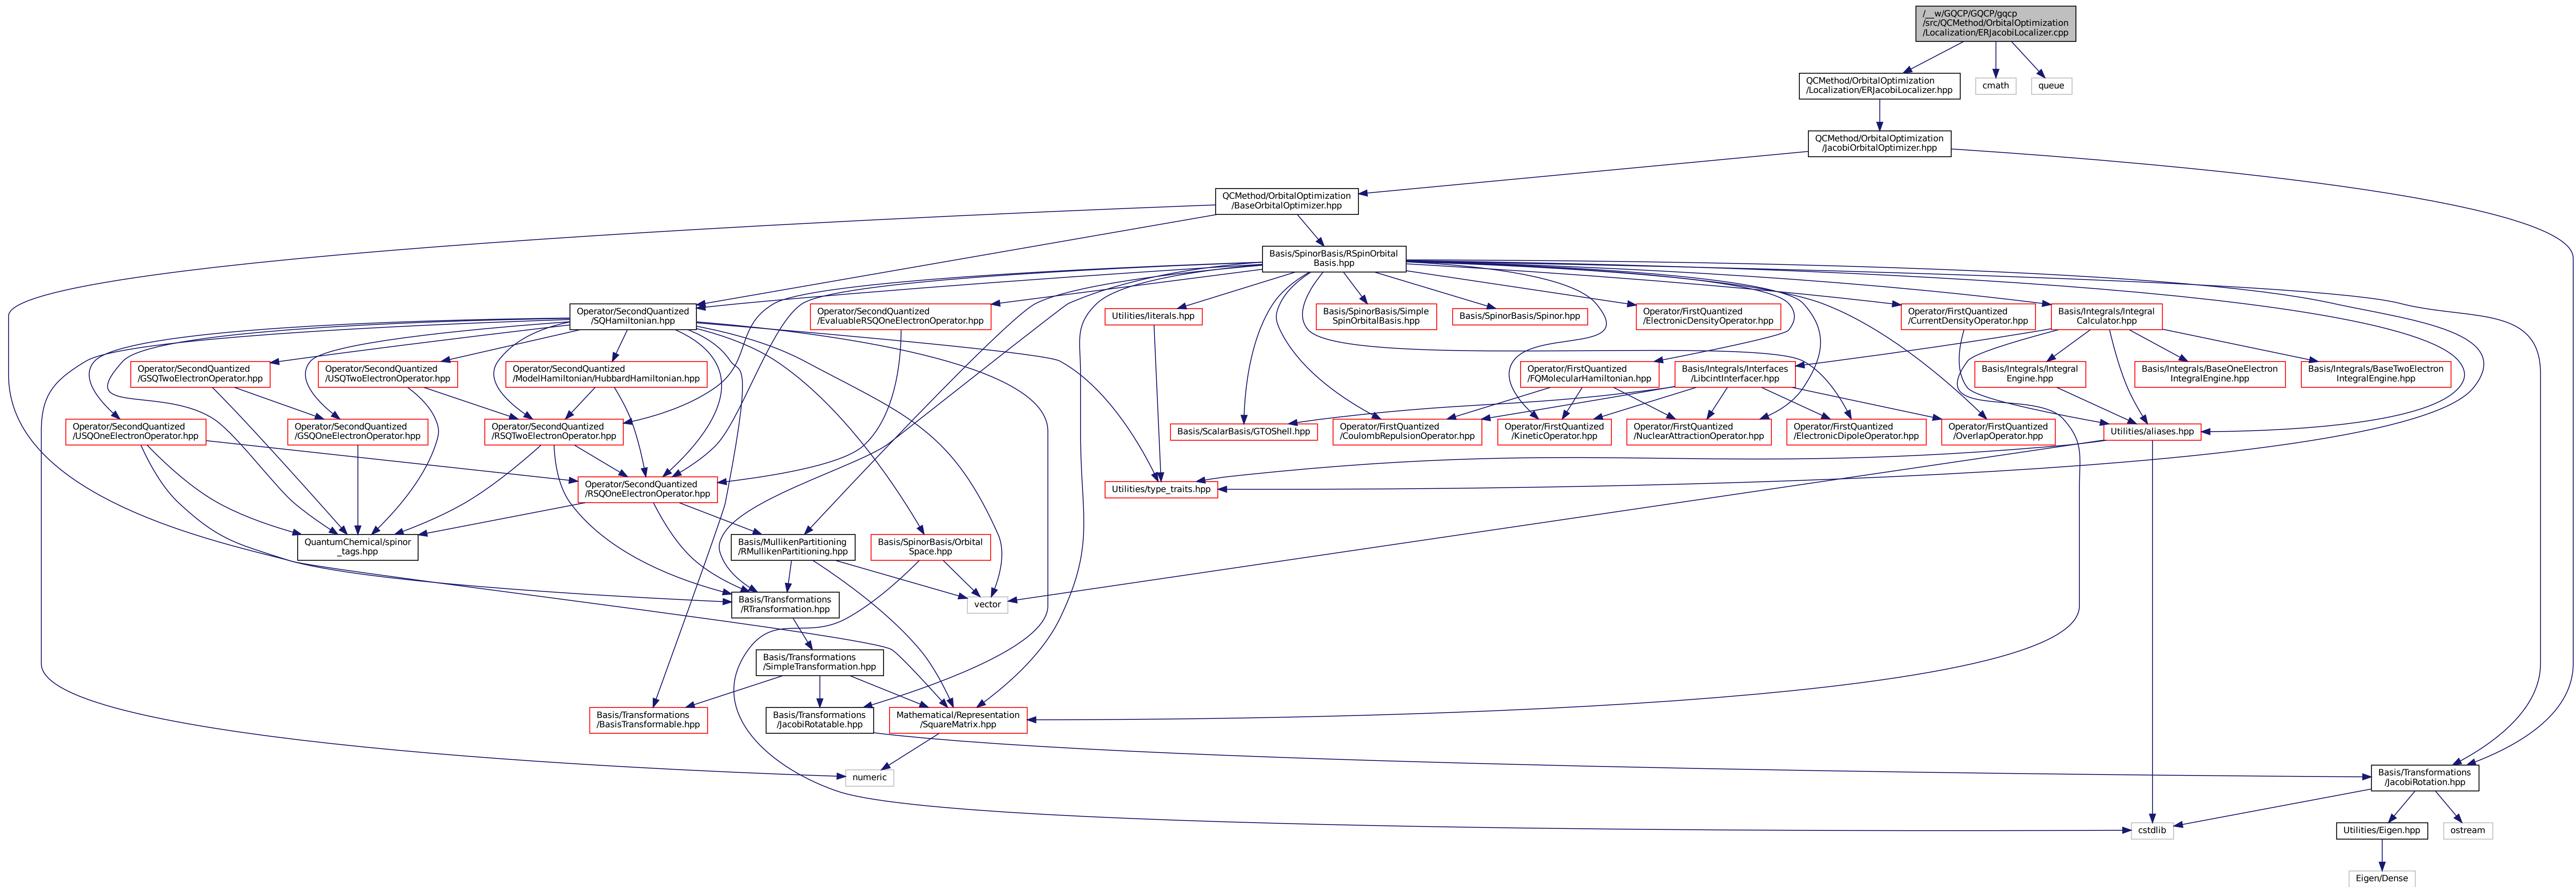 /__w/GQCP/GQCP/gqcp
/src/QCMethod/OrbitalOptimization
/Localization/ERJacobiLocalizer.cpp
QCMethod/OrbitalOptimization
/Localization/ERJacobiLocalizer.hpp
cmath
queue
QCMethod/OrbitalOptimization
/JacobiOrbitalOptimizer.hpp
QCMethod/OrbitalOptimization
/BaseOrbitalOptimizer.hpp
Basis/SpinorBasis/RSpinOrbital
Basis.hpp
Operator/SecondQuantized
/SQHamiltonian.hpp
Operator/SecondQuantized
/EvaluableRSQOneElectronOperator.hpp
Utilities/literals.hpp
Basis/SpinorBasis/Simple
SpinOrbitalBasis.hpp
Basis/SpinorBasis/Spinor.hpp
Operator/FirstQuantized
/ElectronicDensityOperator.hpp
Operator/FirstQuantized
/CurrentDensityOperator.hpp
Basis/Integrals/Integral
Calculator.hpp
Operator/SecondQuantized
/GSQTwoElectronOperator.hpp
Operator/SecondQuantized
/USQTwoElectronOperator.hpp
Operator/SecondQuantized
/ModelHamiltonian/HubbardHamiltonian.hpp
Operator/FirstQuantized
/FQMolecularHamiltonian.hpp
Basis/Integrals/Interfaces
/LibcintInterfacer.hpp
Basis/Integrals/Integral
Engine.hpp
Basis/Integrals/BaseOneElectron
IntegralEngine.hpp
Basis/Integrals/BaseTwoElectron
IntegralEngine.hpp
Operator/SecondQuantized
/USQOneElectronOperator.hpp
Operator/SecondQuantized
/GSQOneElectronOperator.hpp
Operator/SecondQuantized
/RSQTwoElectronOperator.hpp
Basis/ScalarBasis/GTOShell.hpp
Operator/FirstQuantized
/CoulombRepulsionOperator.hpp
Operator/FirstQuantized
/KineticOperator.hpp
Operator/FirstQuantized
/NuclearAttractionOperator.hpp
Operator/FirstQuantized
/ElectronicDipoleOperator.hpp
Operator/FirstQuantized
/OverlapOperator.hpp
Utilities/aliases.hpp
Operator/SecondQuantized
/RSQOneElectronOperator.hpp
Utilities/type_traits.hpp
QuantumChemical/spinor
_tags.hpp
Basis/MullikenPartitioning
/RMullikenPartitioning.hpp
Basis/SpinorBasis/Orbital
Space.hpp
Basis/Transformations
/RTransformation.hpp
vector
Basis/Transformations
/SimpleTransformation.hpp
Basis/Transformations
/BasisTransformable.hpp
Basis/Transformations
/JacobiRotatable.hpp
Mathematical/Representation
/SquareMatrix.hpp
numeric
Basis/Transformations
/JacobiRotation.hpp
cstdlib
Utilities/Eigen.hpp
ostream
Eigen/Dense